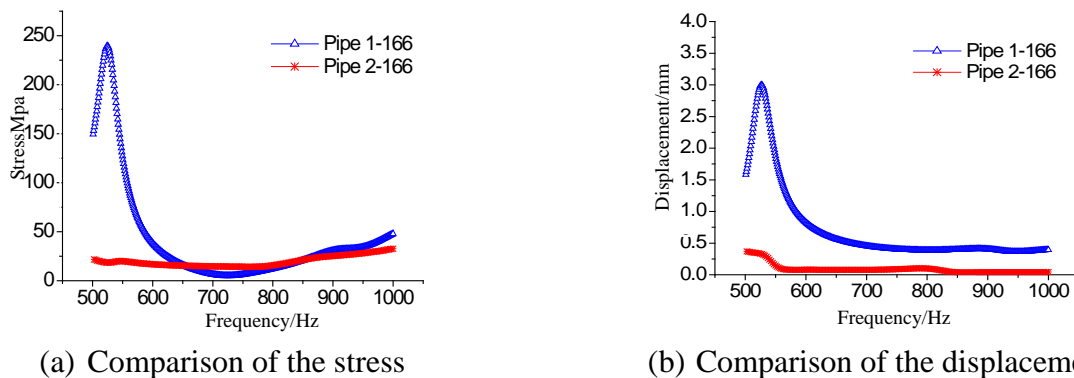 250
200
150
100
50
0
Stress/Mpa
Pipe 1-166
Pipe 2-166
500 600 700 800 900 1000
Frequency/Hz
(a) Comparison of the stress
4.0
3.5
3.0
2.5
2.0
1.5
1.0
0.5
0.0
Displacement/mm
Pipe 1-166
Pipe 2-166
500 600 700 800 900 1000
Frequency/Hz
(b) Comparison of the displaceme